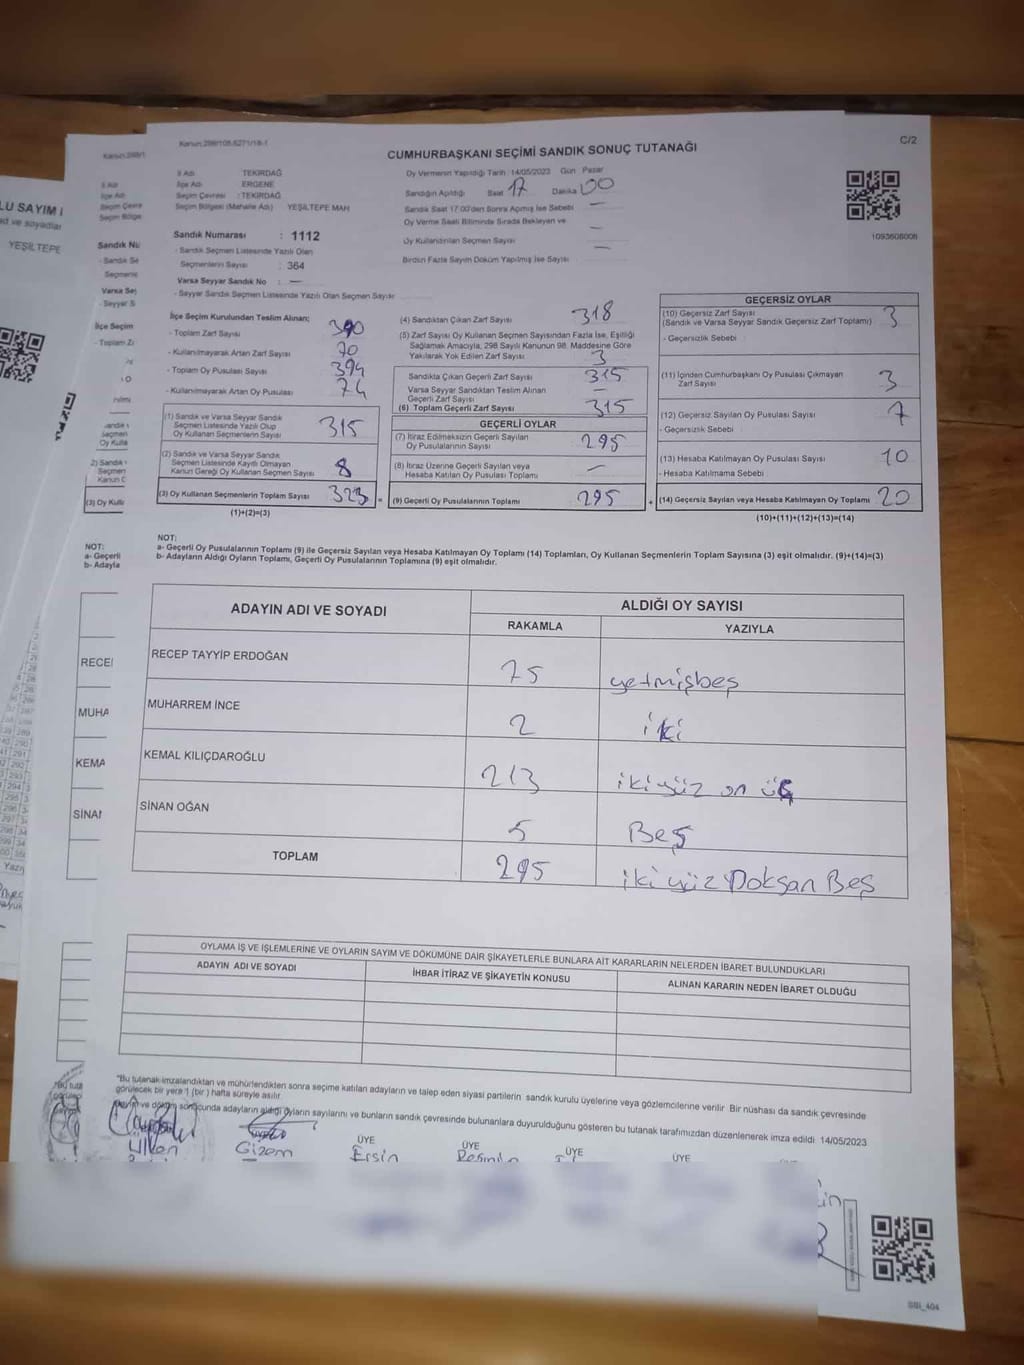 Kanun:298/105,6271/18-1
C/2
CUMHURBAŞKANI SEÇİMİ SANDIK SONUÇ TUTANAĞI
İl Adı TEKİRDAĞ
İlçe Adı ERGENE
Seçim Çevresi : TEKİRDAĞ
Seçim Bölgesi (Mahalle Adı) YEŞİLTEPE MAH
Sandık Numarası : 1112
- Sandık Seçmen Listesinde Yazılı Olan
Seçmenlerin Sayısı : 364
Varsa Seyyar Sandık No : —
- Seyyar Sandık Seçmen Listesinde Yazılı Olan Seçmen Sayısı
Oy Vermenin Yapıldığı Tarih : 14/05/2023 Gün Pazar
Sandığın Açıldığı Saat 17 Dakika 00
Sandık Saat 17:00'den Sonra Açmış İse Sebebi —
Oy Verme Saati Bitiminde Sırada Bekleyen ve
Oy Kullandırılan Seçmen Sayısı —
Birden Fazla Sayım Döküm Yapılmış İse Sayısı —
1093608008
İlçe Seçim Kurulundan Teslim Alınan;
- Toplam Zarf Sayısı 390
- Kullanılmayarak Artan Zarf Sayısı 70
- Toplam Oy Pusulası Sayısı 394
- Kullanılmayarak Artan Oy Pusulası 74
(1) Sandık ve Varsa Seyyar Sandık
Seçmen Listesinde Yazılı Olup
Oy Kullanan Seçmenlerin Sayısı 315
(2) Sandık ve Varsa Seyyar Sandık
Seçmen Listesinde Kaydı Olmayan
Kanun Gereği Oy Kullanan Seçmen Sayısı 8
(3) Oy Kullanan Seçmenlerin Toplam Sayısı 323 =
(1)+(2)=(3)
(4) Sandıktan Çıkan Zarf Sayısı 318
(5) Zarf Sayısı Oy Kullanan Seçmen Sayısından Fazla İse, Eşitliği
Sağlamak Amacıyla, 298 Sayılı Kanunun 98. Maddesine Göre
Yakılarak Yok Edilen Zarf Sayısı 3
Sandıkta Çıkan Geçerli Zarf Sayısı 315
Varsa Seyyar Sandıktan Teslim Alınan
Geçerli Zarf Sayısı —
(6) Toplam Geçerli Zarf Sayısı 315
GEÇERLİ OYLAR
(7) İtiraz Edilmeksizin Geçerli Sayılan
Oy Pusulalarının Sayısı 295
(8) İtiraz Üzerine Geçerli Sayılan veya
Hesaba Katılan Oy Pusulası Toplamı —
(9) Geçerli Oy Pusulalarının Toplamı 295 +
GEÇERSİZ OYLAR
(10) Geçersiz Zarf Sayısı
(Sandık ve Varsa Seyyar Sandık Geçersiz Zarf Toplamı) 3
- Geçersizlik Sebebi :
(11) İçinden Cumhurbaşkanı Oy Pusulası Çıkmayan
Zarf Sayısı 3
(12) Geçersiz Sayılan Oy Pusulası Sayısı 7
- Geçersizlik Sebebi
(13) Hesaba Katılmayan Oy Pusulası Sayısı 10
- Hesaba Katılmama Sebebi
(14) Geçersiz Sayılan veya Hesaba Katılmayan Oy Toplamı 20
(10)+(11)+(12)+(13)=(14)
NOT:
a- Geçerli Oy Pusulalarının Toplamı (9) ile Geçersiz Sayılan veya Hesaba Katılmayan Oy Toplamı (14) Toplamları, Oy Kullanan Seçmenlerin Toplam Sayısına (3) eşit olmalıdır. (9)+(14)=(3)
b- Adayların Aldığı Oyların Toplamı, Geçerli Oy Pusulalarının Toplamına (9) eşit olmalıdır.
ADAYIN ADI VE SOYADI ALDIĞI OY SAYISI
RAKAMLA YAZIYLA
RECEP TAYYİP ERDOĞAN 75 yetmişbeş
MUHARREM İNCE 2 iki
KEMAL KILIÇDAROĞLU 213 ikiyüz on üç
SİNAN OĞAN 5 Beş
TOPLAM 295 ikiyüz Doksan Beş
OYLAMA İŞ VE İŞLEMLERİNE VE OYLARIN SAYIM VE DÖKÜMÜNE DAİR ŞİKAYETLERLE BUNLARA AİT KARARLARIN NELERDEN İBARET BULUNDUKLARI
ADAYIN ADI VE SOYADI İHBAR İTİRAZ VE ŞİKAYETİN KONUSU ALINAN KARARIN NEDEN İBARET OLDUĞU
"Bu tutanak imzalandıktan ve mühürlendikten sonra seçime katılan adayların ve talep eden siyasi partilerin sandık kurulu üyelerine veya gözlemcilerine verilir. Bir nüshası da sandık çevresinde
görülecek bir yere 1 (bir) hafta süreyle asılır.
ve döküm sonucunda adayların aldığı oyların sayılarını ve bunların sandık çevresinde bulunanlara duyurulduğunu gösteren bu tutanak tarafımızdan düzenlenerek imza edildi. 14/05/2023
ÜYE ÜYE ÜYE ÜYE
Ülken Gizem Ersin
SBİ_404
LU SAYIM
YEŞİLTEPE
RECEI
MUHA
KEMA
SİNAI